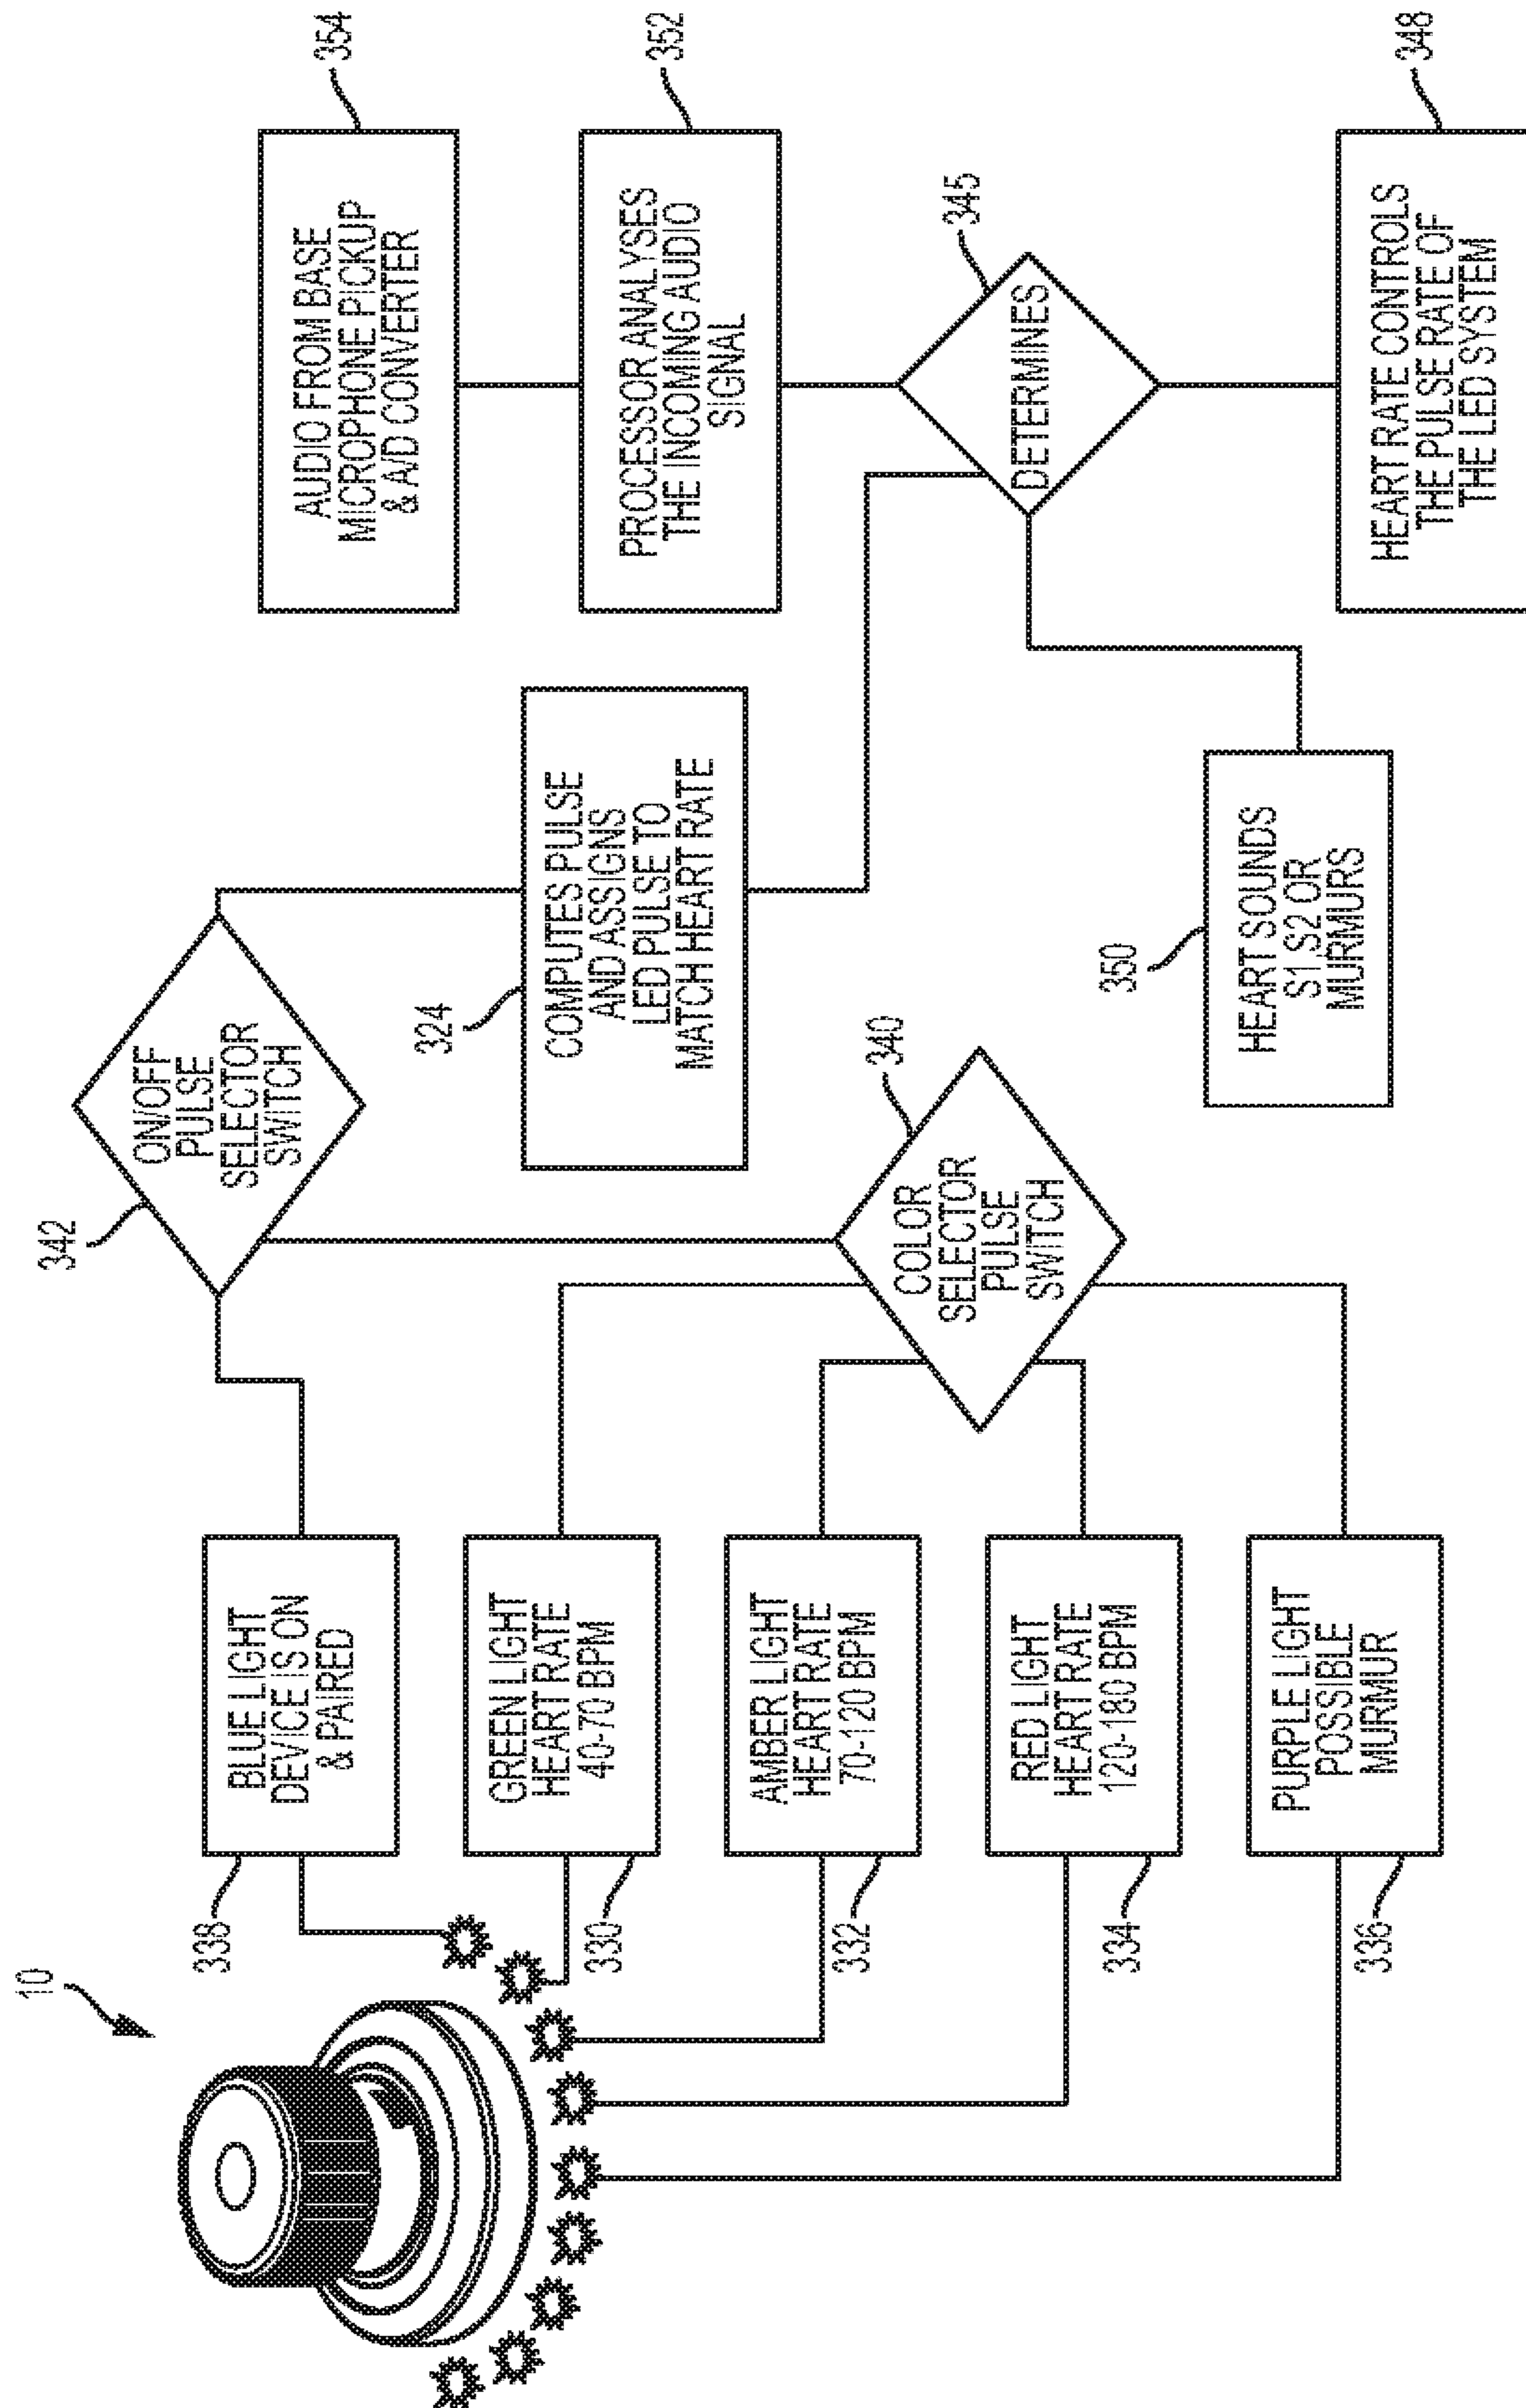 10
338
BLUE LIGHT
DEVICE IS ON
& PAIRED
330
GREEN LIGHT
HEART RATE
40-70 BPM
332
AMBER LIGHT
HEART RATE
70-120 BPM
334
RED LIGHT
HEART RATE
120-180 BPM
336
PURPLE LIGHT
POSSIBLE
MURMUR
342
ON/OFF
PULSE
SELECTOR
SWITCH
340
COLOR
SELECTOR
PULSE
SWITCH
324
COMPUTES PULSE
AND ASSIGNS
LED PULSE TO
MATCH HEART RATE
350
HEART SOUNDS
S1,S2 OR
MURMURS
354
AUDIO FROM BASE
MICROPHONE PICKUP
& A/D CONVERTER
352
PROCESSOR ANALYSES
THE INCOMING AUDIO
SIGNAL
345
DETERMINES
348
HEART RATE CONTROLS
THE PULSE RATE OF
THE LED SYSTEM